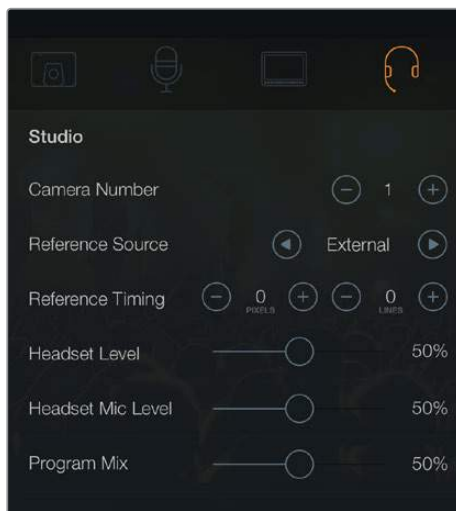 Studio
Camera Number − 1 +
Reference Source External
Reference Timing − 0 + − 0 +
PIXELS LINES
Headset Level 50%
Headset Mic Level 50%
Program Mix 50%